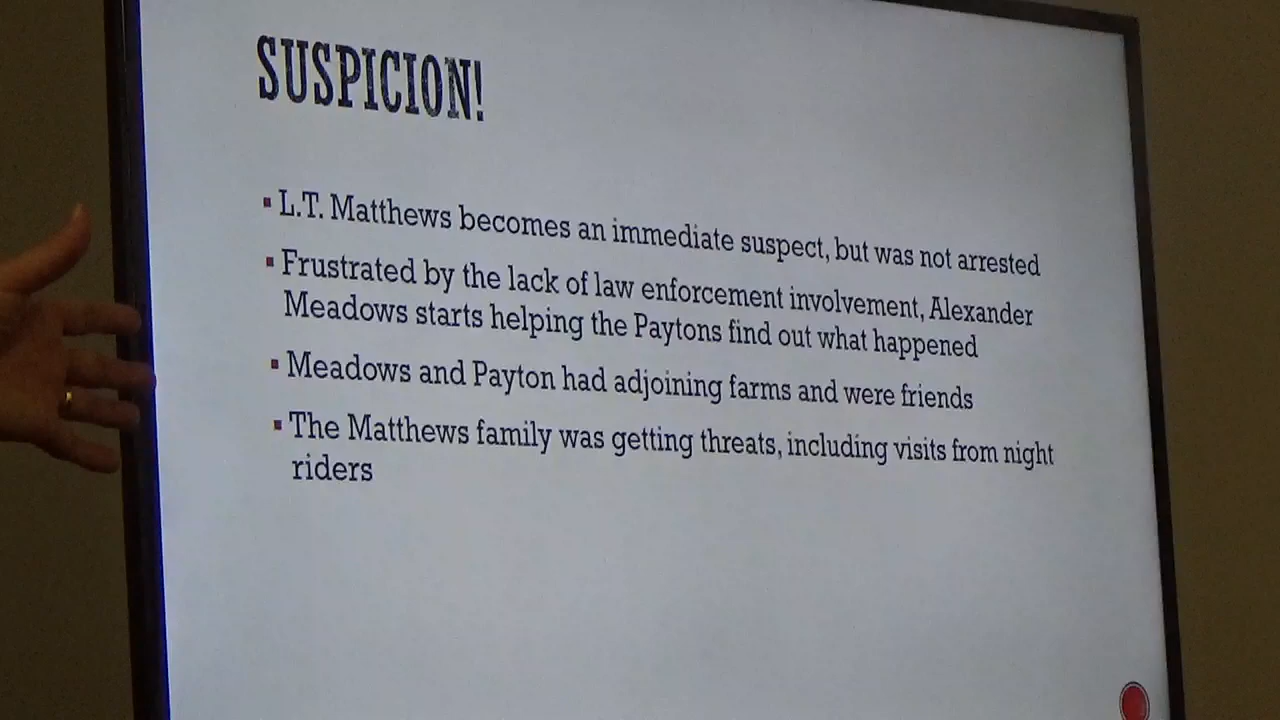 SUSPICION!
▪ L.T. Matthews becomes an immediate suspect, but was not arrested
▪ Frustrated by the lack of law enforcement involvement, Alexander
Meadows starts helping the Paytons find out what happened
▪ Meadows and Payton had adjoining farms and were friends
▪ The Matthews family was getting threats, including visits from night
riders